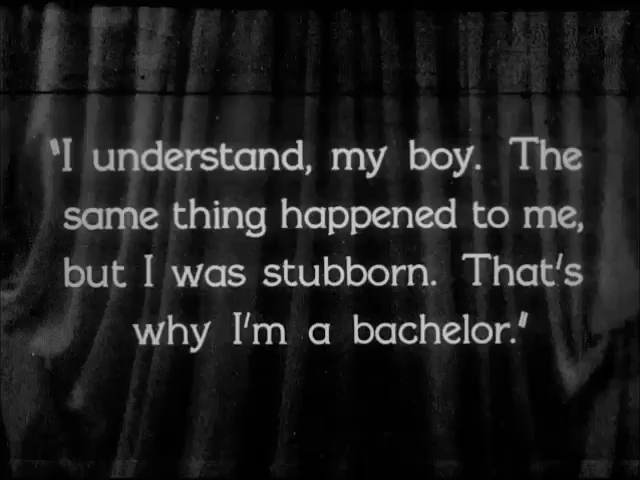 "I understand, my boy. The
same thing happened to me,
but I was stubborn. That's
why I'm a bachelor."